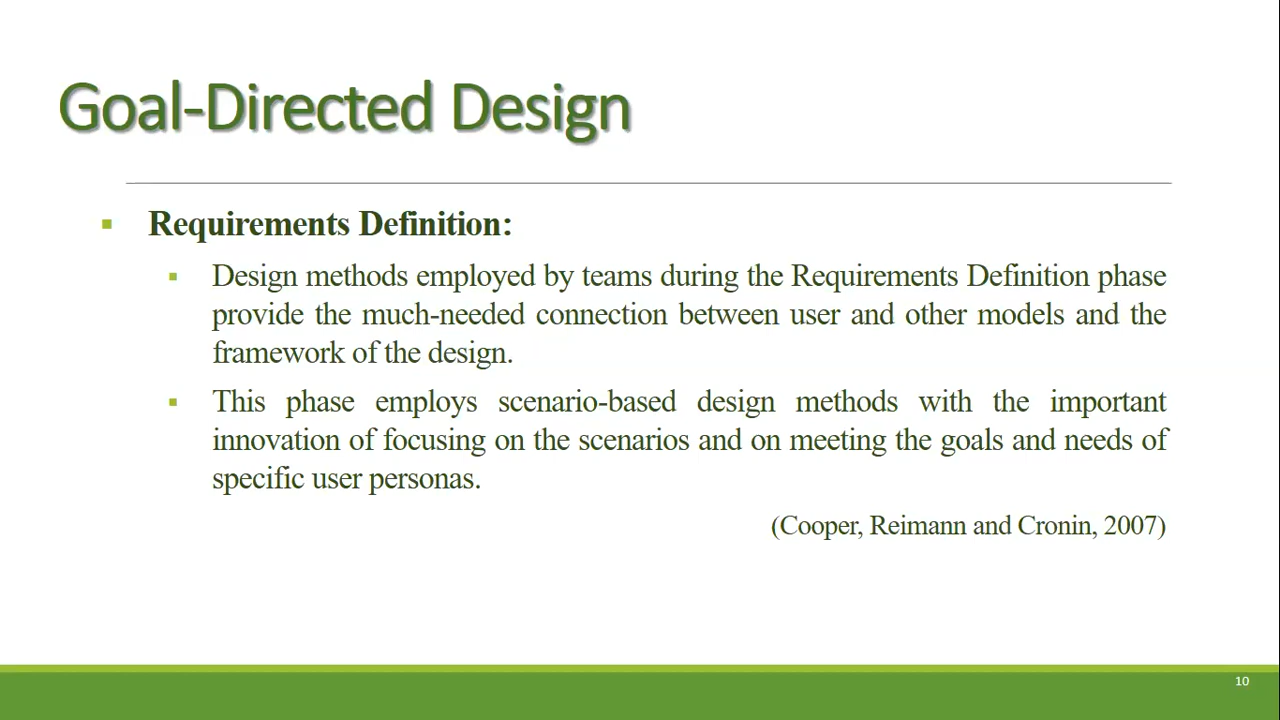 Goal-Directed Design
▪ Requirements Definition:
▪ Design methods employed by teams during the Requirements Definition phase
provide the much-needed connection between user and other models and the
framework of the design.
▪ This phase employs scenario-based design methods with the important
innovation of focusing on the scenarios and on meeting the goals and needs of
specific user personas.
(Cooper, Reimann and Cronin, 2007)
10